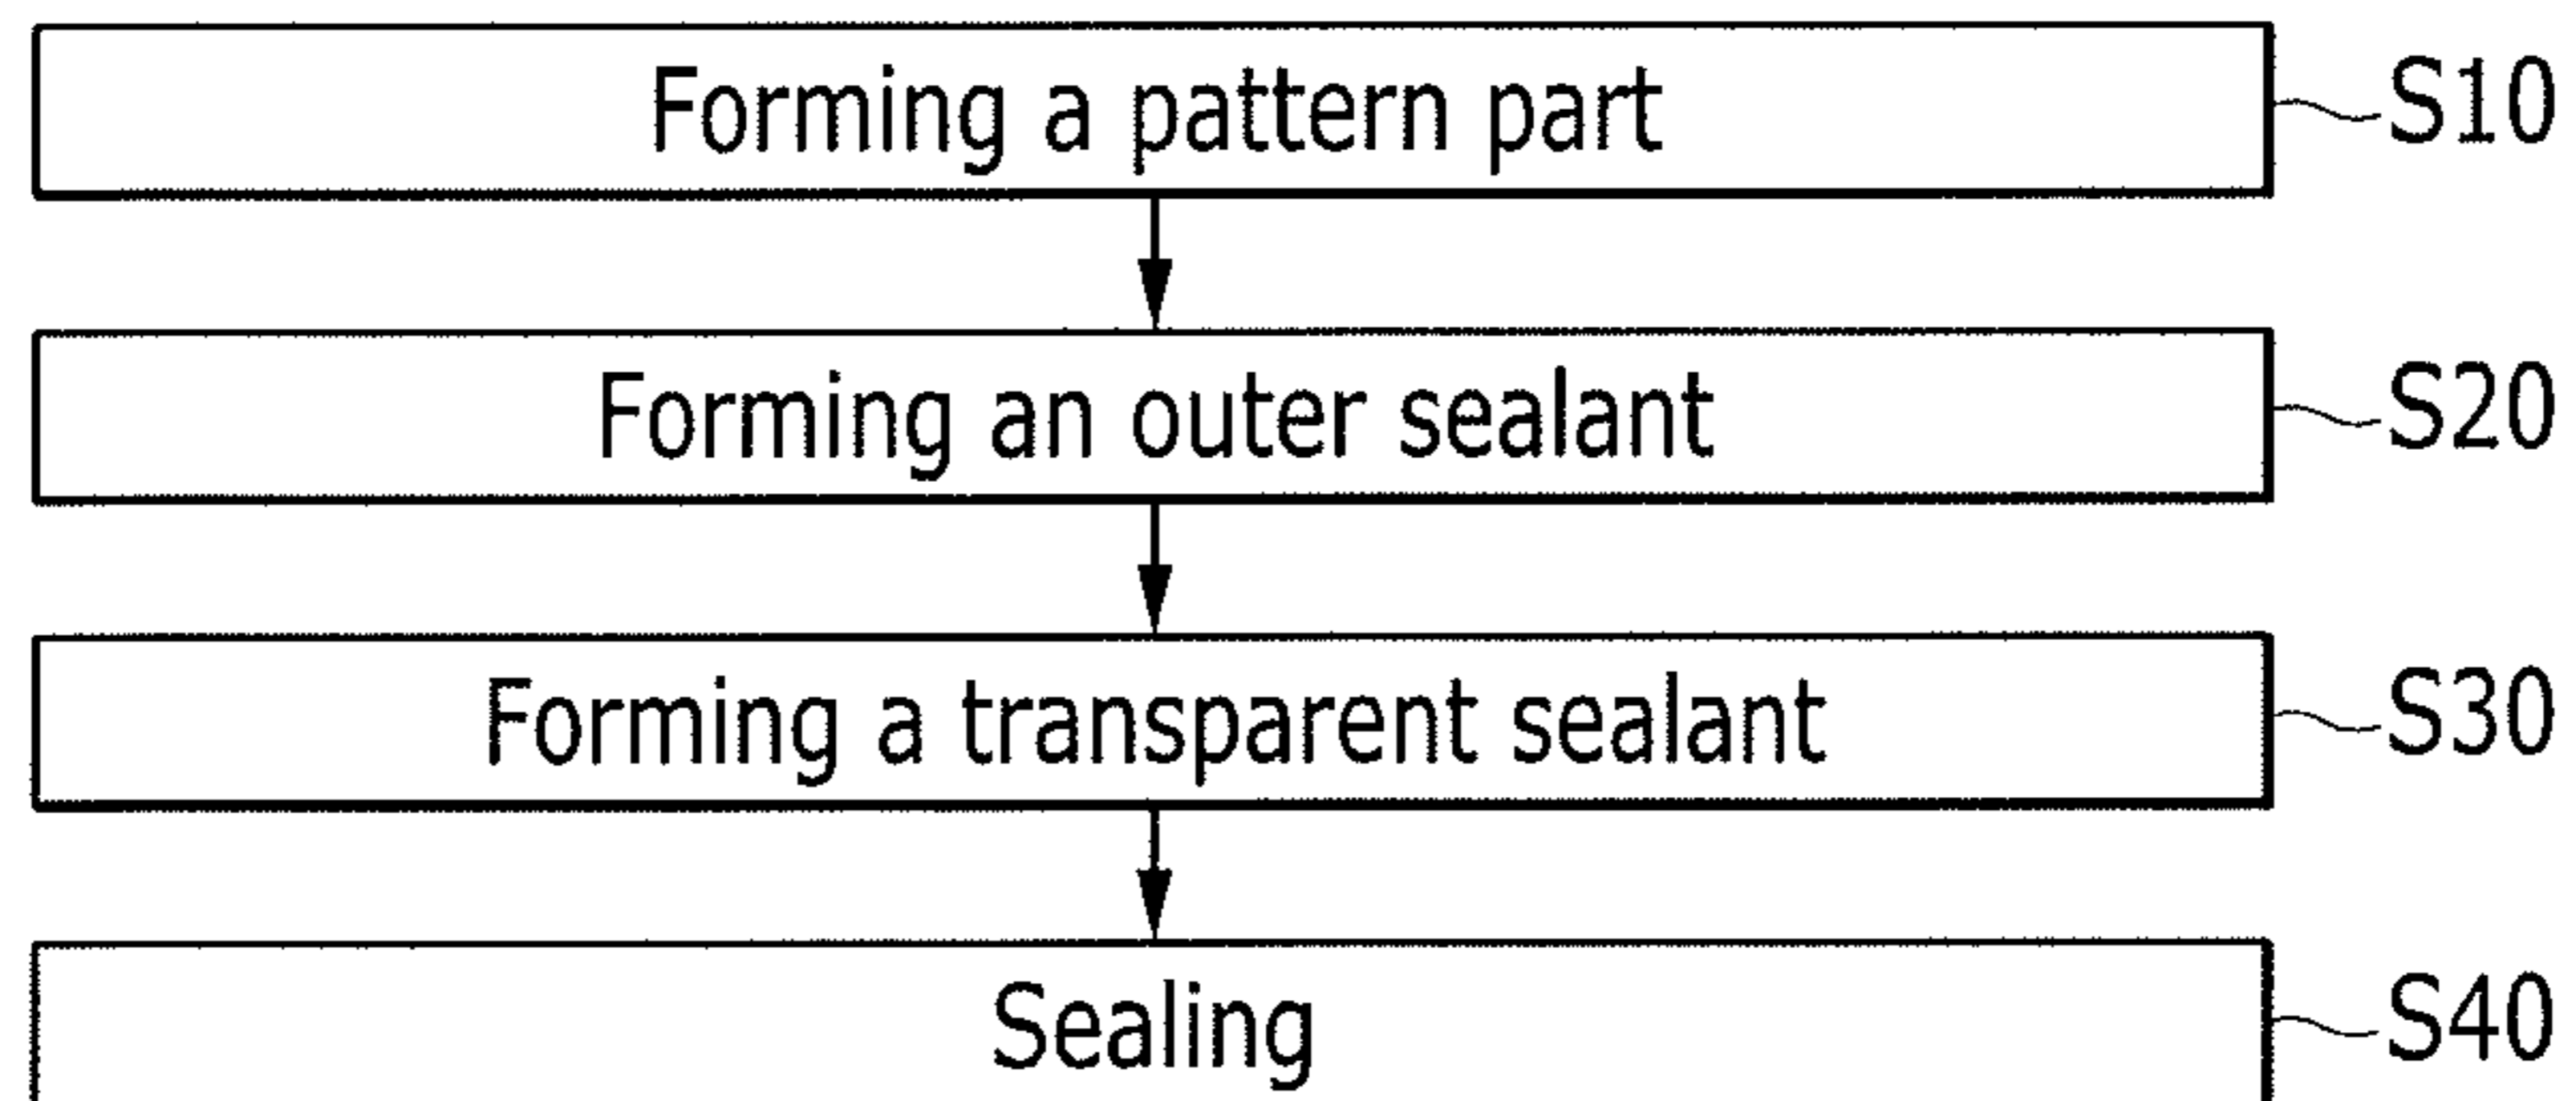 Forming a pattern part S10
Forming an outer sealant S20
Forming a transparent sealant S30
Sealing S40